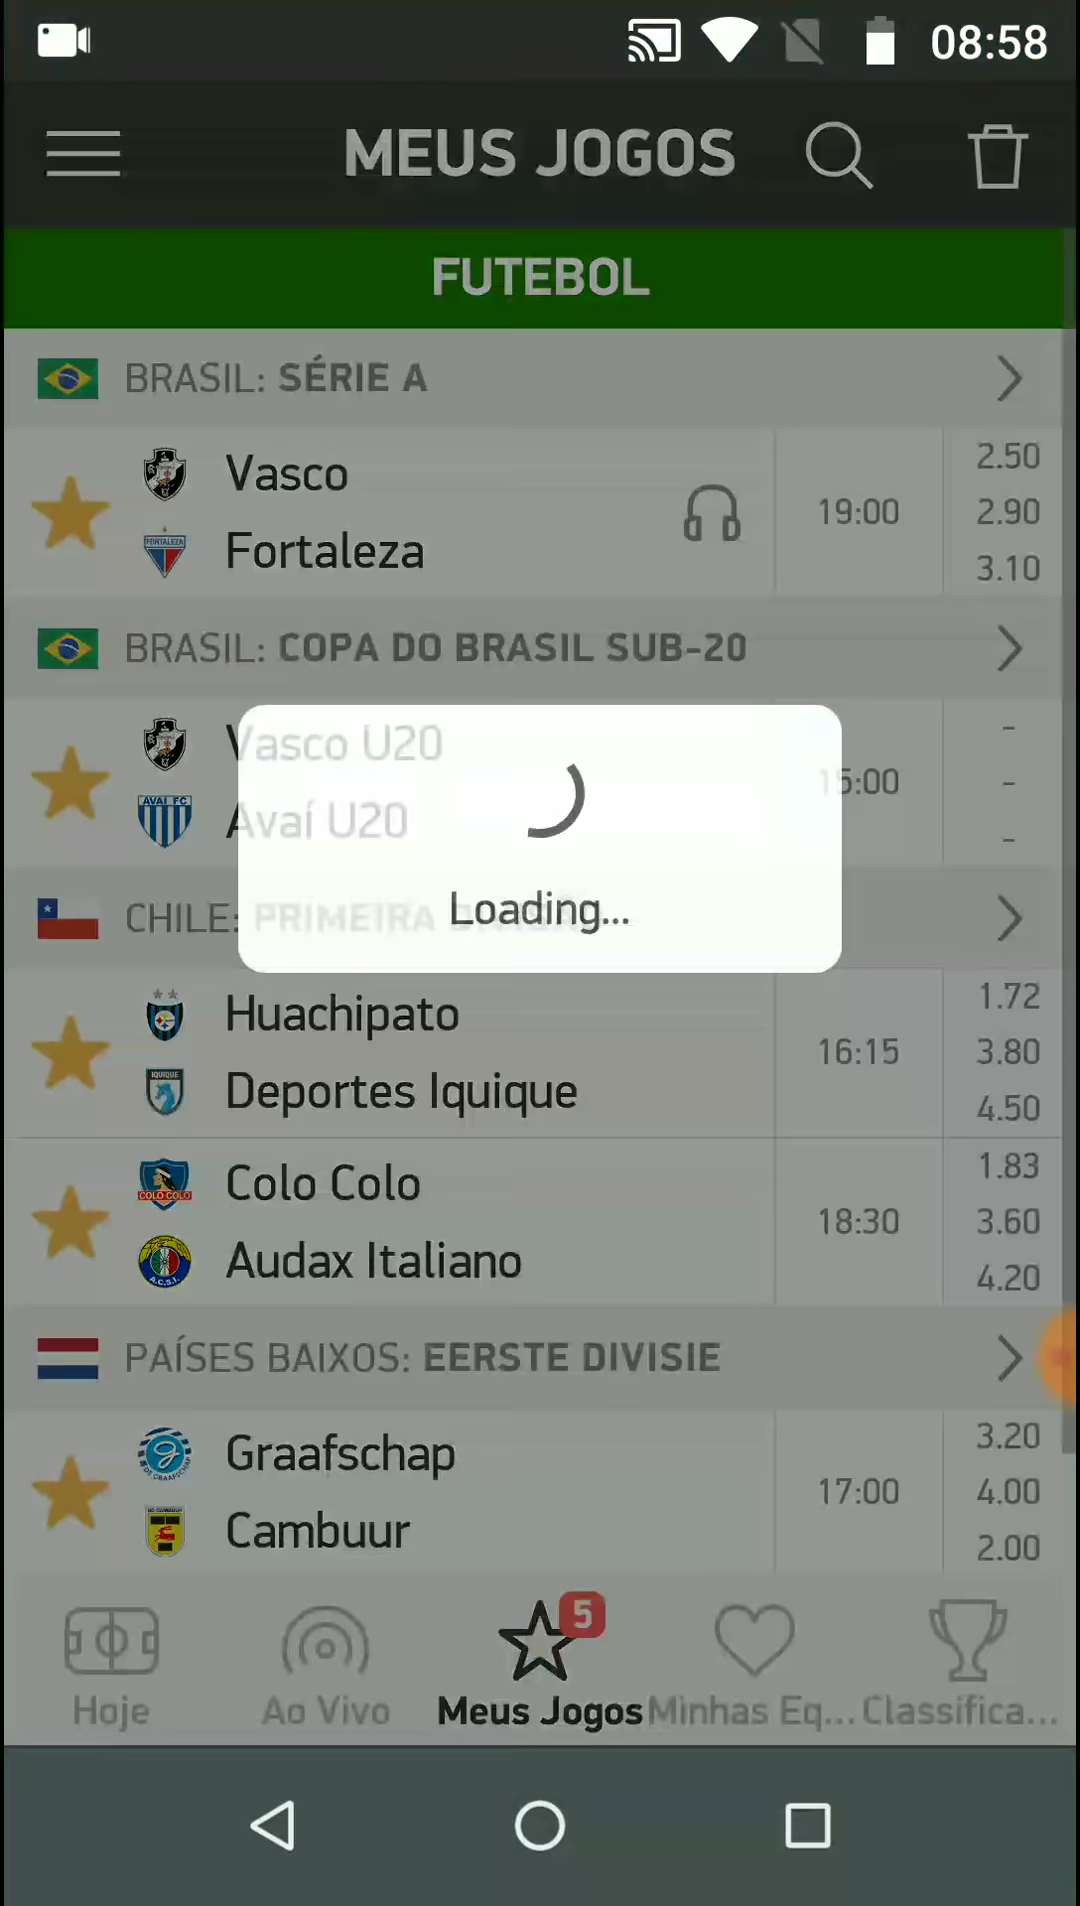 08:58
MEUS JOGOS
FUTEBOL
BRASIL: SÉRIE A
Vasco
Fortaleza
19:00
2.50
2.90
3.10
BRASIL: COPA DO BRASIL SUB-20
Vasco U20
Avaí U20
15:00
-
-
-
Loading...
CHILE: PRIMEIRA
Huachipato
Deportes Iquique
16:15
1.72
3.80
4.50
Colo Colo
Audax Italiano
18:30
1.83
3.60
4.20
PAÍSES BAIXOS: EERSTE DIVISIE
Graafschap
Cambuur
17:00
3.20
4.00
2.00
5
Hoje
Ao Vivo
Meus Jogos
Minhas Eq...
Classifica...